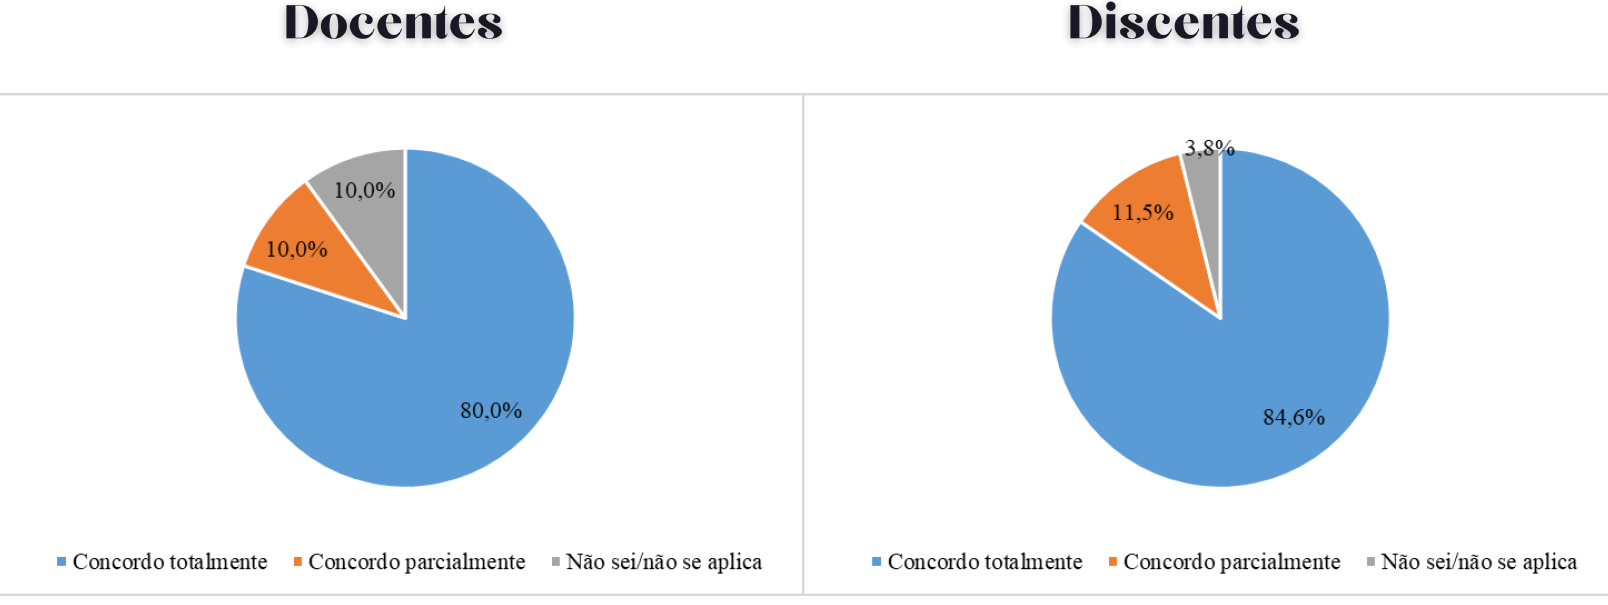 Docentes
10,0%
10,0%
80,0%
Concordo totalmente Concordo parcialmente Não sei/não se aplica
Discentes
3,8%
11,5%
84,6%
Concordo totalmente Concordo parcialmente Não sei/não se aplica